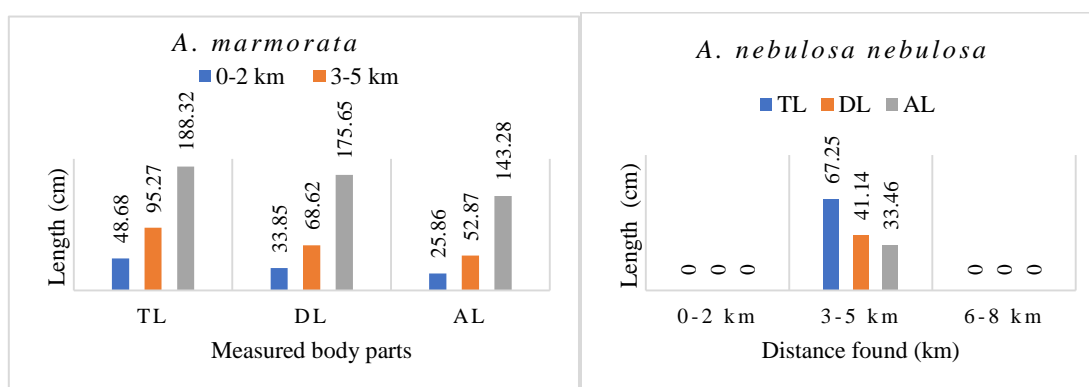 A. marmorata
0-2 km 3-5 km
Length (cm)
48.68 95.27 188.32 33.85 68.62 175.65 25.86 52.87 143.28
TL DL AL
Measured body parts
A. nebulosa nebulosa
TL DL AL
Length (cm)
0 0 0 67.25 41.14 33.46 0 0 0
0-2 km 3-5 km 6-8 km
Distance found (km)